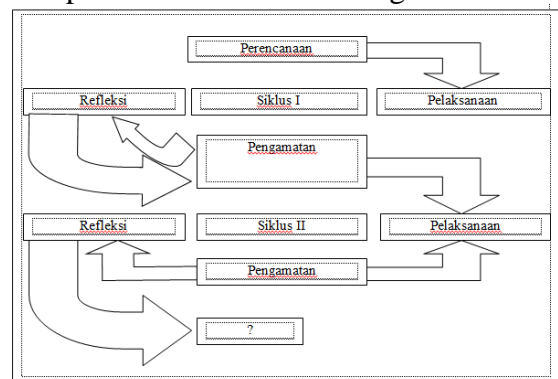 Perencanaan
Refleksi
Siklus I
Pelaksanaan
Pengamatan
Refleksi
Siklus II
Pelaksanaan
Pengamatan
?